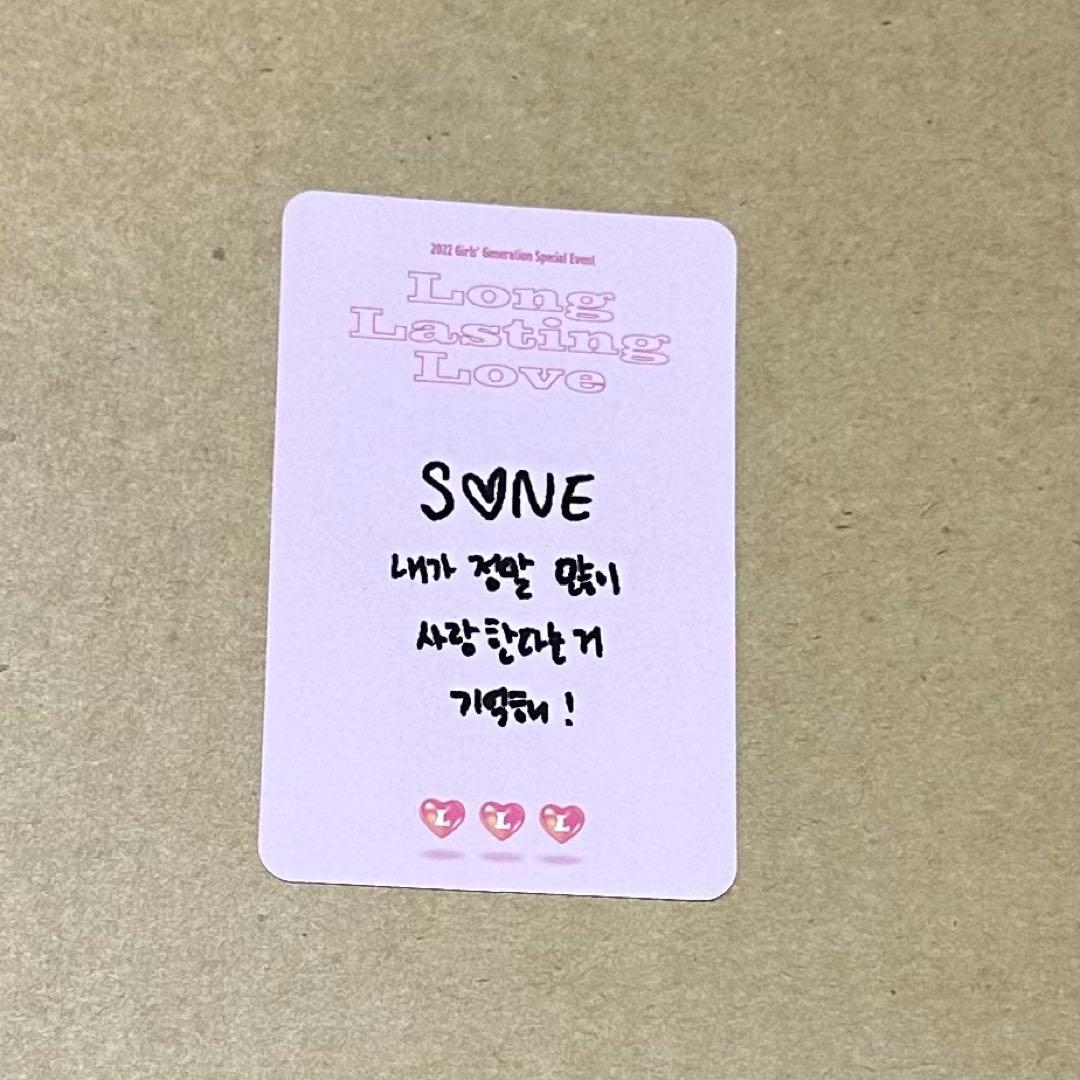 2022 Girls' Generation Special Event
Long
Lasting
Love
S♡NE
내가 정말 많이
사랑한다는 거
기억해!
L L L